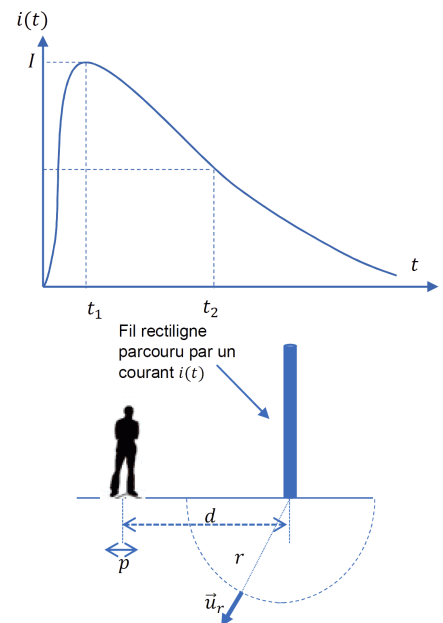 i(t)
I
t
t₁
t₂
Fil rectiligne
parcouru par un
courant i(t)
d
p
r
u⃗ᵣ